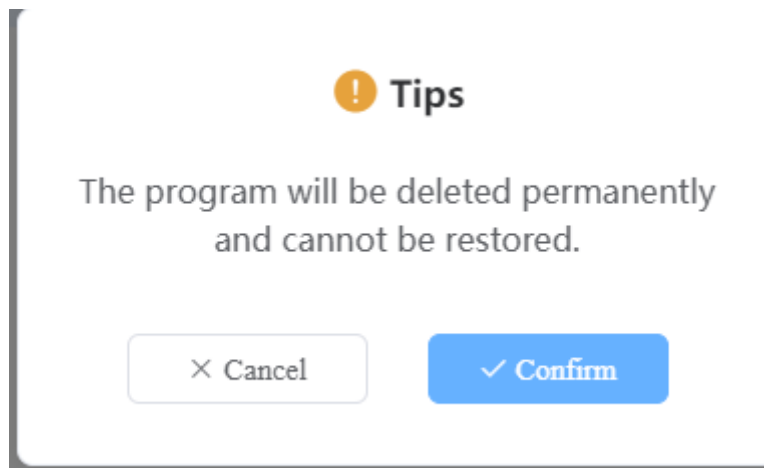 Tips
The program will be deleted permanently
and cannot be restored.
Cancel
Confirm